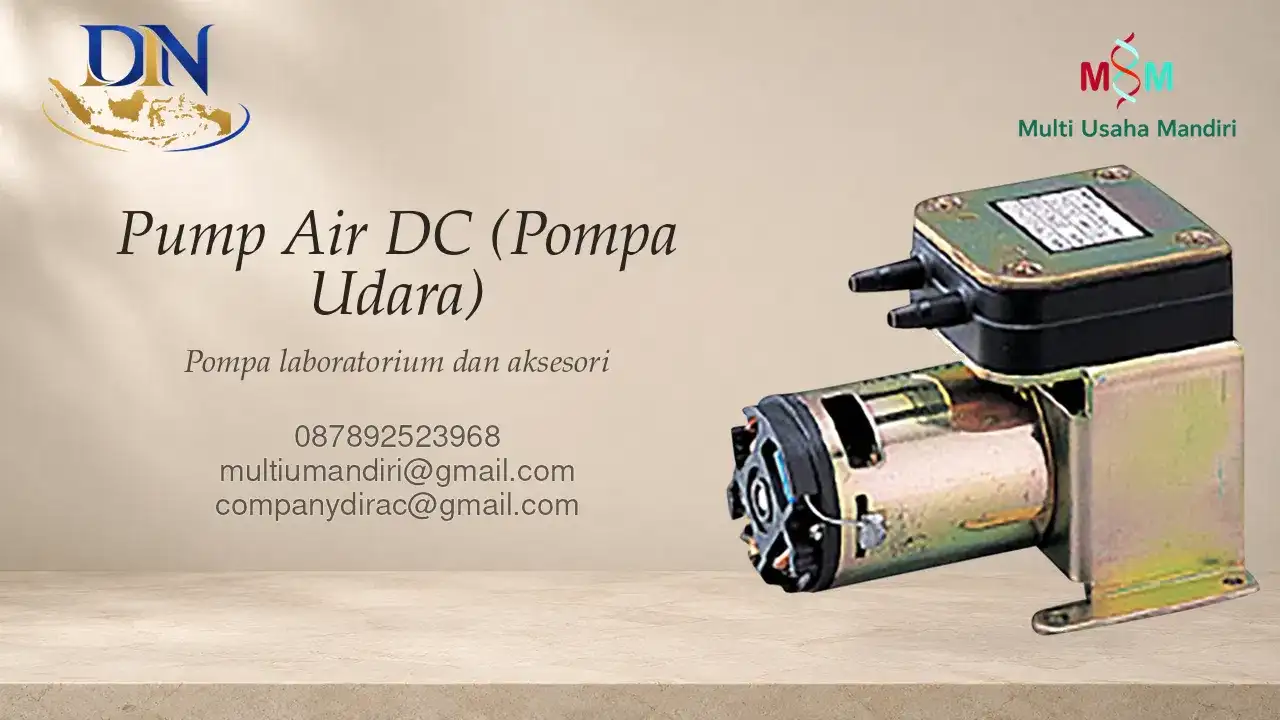 DN
M M
Multi Usaha Mandiri
Pump Air DC (Pompa
Udara)
Pompa laboratorium dan aksesori
087892523968
multiumandiri@gmail.com
companydirac@gmail.com